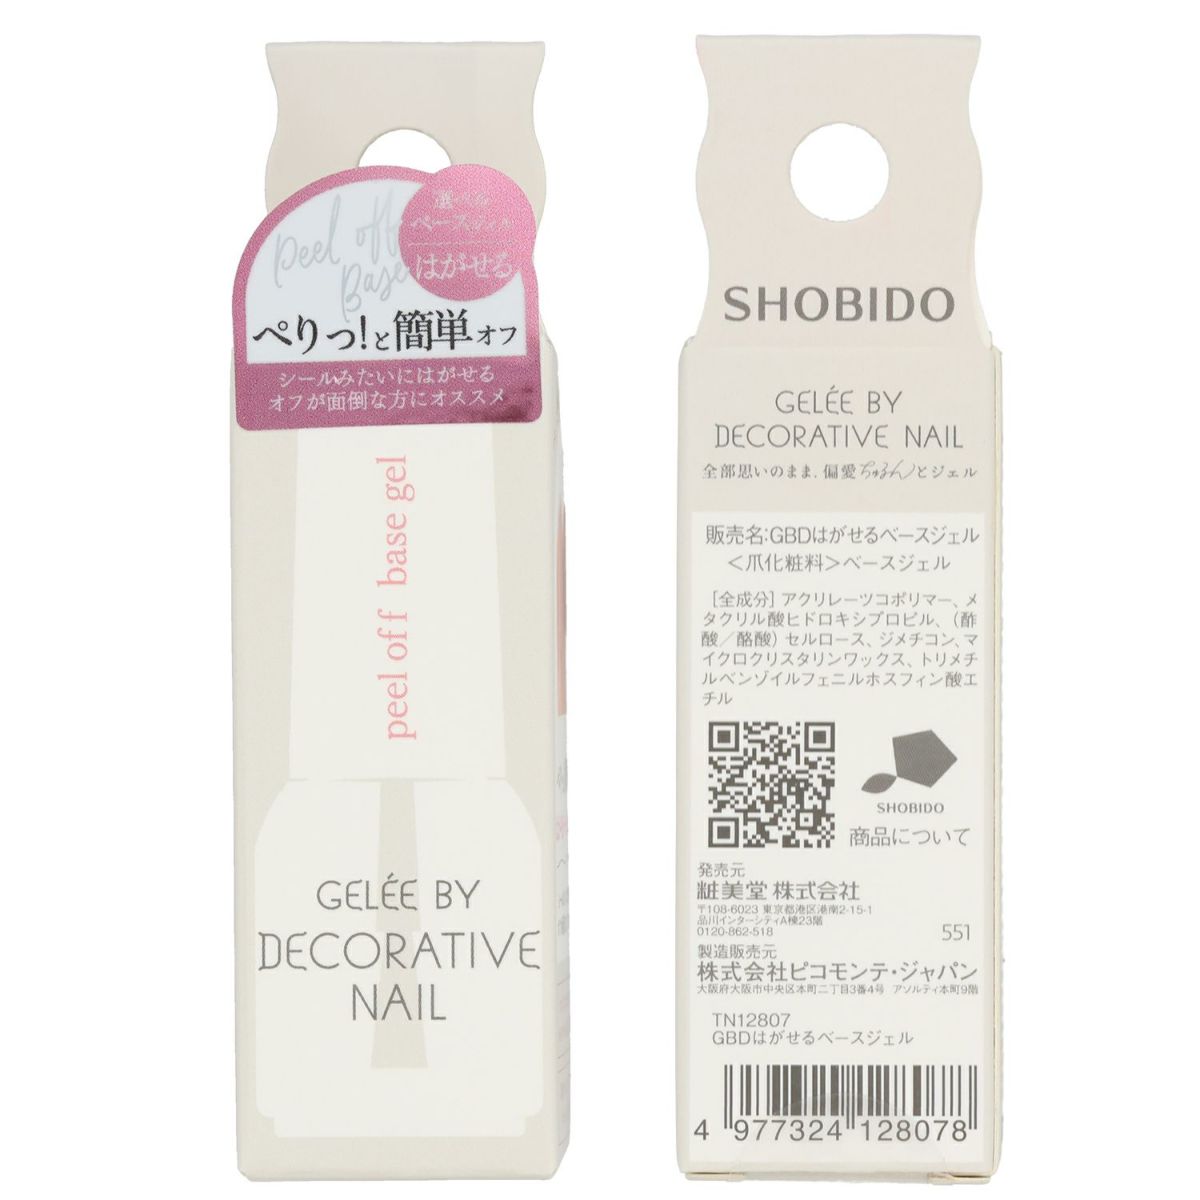 Peel off
Base
選べる
ベースジェル
はがせる
ぺりっ!と簡単オフ
シールみたいにはがせる
オフが面倒な方にオススメ
peel off base gel
GELÉE BY
DECORATIVE
NAIL
SHOBIDO
GELÉE BY
DECORATIVE NAIL
全部思いのまま、偏愛ちゅるんとジェル
販売名:GBDはがせるベースジェル
＜爪化粧料＞ベースジェル
［全成分］アクリレーツコポリマー、メ
タクリル酸ヒドロキシプロピル、（酢
酸／酪酸）セルロース、ジメチコン、マ
イクロクリスタリンワックス、トリメチ
ルベンゾイルフェニルホスフィン酸エ
チル
SHOBIDO
商品について
発売元
粧美堂 株式会社
〒108-6023 東京都港区港南2-15-1
品川インターシティA棟23階
0120-862-518
551
製造販売元
株式会社ピコモンテ・ジャパン
大阪府大阪市中央区本町二丁目3番4号 アソルティ本町9階
TN12807
GBDはがせるベースジェル
4 977324 128078